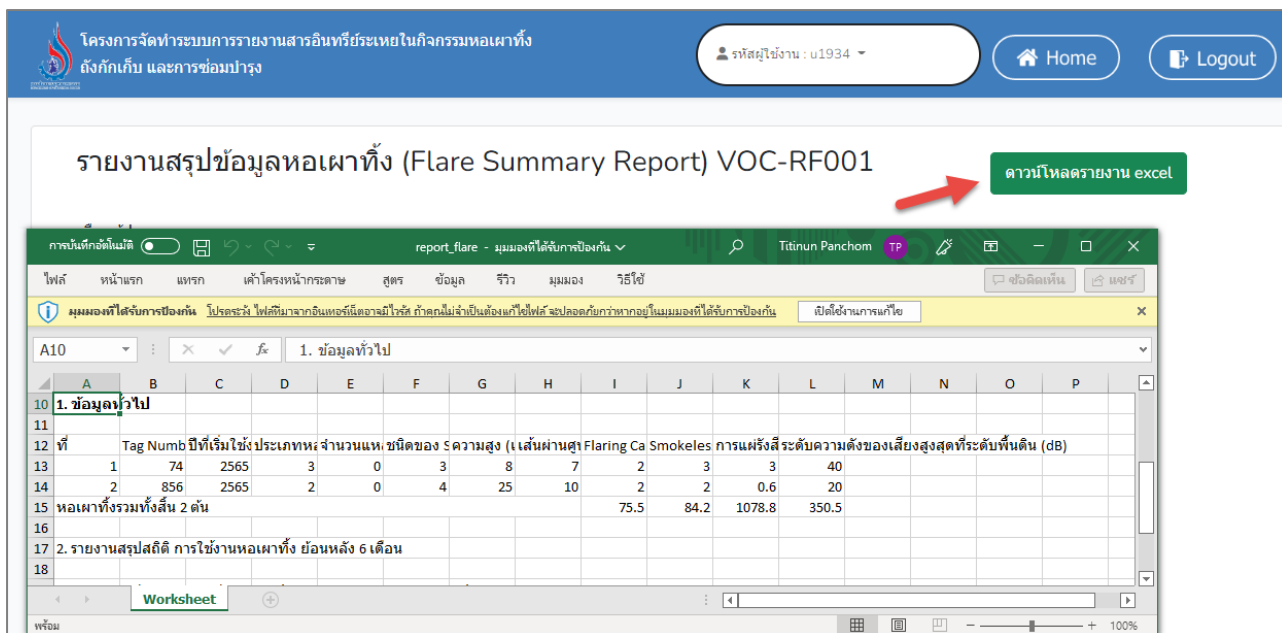 โครงการจัดทำระบบการรายงานสารอินทรีย์ระเหยในกิจกรรมหอเผาทิ้ง
ถังกักเก็บ และการซ่อมบำรุง
รหัสผู้ใช้งาน : u1934
Home
Logout
รายงานสรุปข้อมูลหอเผาทิ้ง (Flare Summary Report) VOC-RF001
ดาวน์โหลดรายงาน excel
การบันทึกอัตโนมัติ
report_flare - มุมมองที่ได้รับการป้องกัน
Titinun Panchom TP
ไฟล์ หน้าแรก แทรก เค้าโครงหน้ากระดาษ สูตร ข้อมูล รีวิว มุมมอง วิธีใช้ ข้อคิดเห็น แชร์
มุมมองที่ได้รับการป้องกัน โปรดระวัง ไฟล์ที่มาจากอินเทอร์เน็ตอาจมีไวรัส ถ้าคุณไม่จำเป็นต้องแก้ไขไฟล์ จะปลอดภัยกว่าหากอยู่ในมุมมองที่ได้รับการป้องกัน เปิดใช้งานการแก้ไข
A10 fx 1. ข้อมูลทั่วไป
A B C D E F G H I J K L M N O P
10 1. ข้อมูลทั่วไป
11
12 ที่ Tag Numb ปีที่เริ่มใช้ง ประเภทหอ จำนวนแหล ชนิดของ S ความสูง (เ เส้นผ่านศูน Flaring Ca Smokeles การแผ่รังสี ระดับความดังของเสียงสูงสุดที่ระดับพื้นดิน (dB)
13 1 74 2565 3 0 3 8 7 2 3 3 40
14 2 856 2565 2 0 4 25 10 2 2 0.6 20
15 หอเผาทิ้งรวมทั้งสิ้น 2 ต้น 75.5 84.2 1078.8 350.5
16
17 2. รายงานสรุปสถิติ การใช้งานหอเผาทิ้ง ย้อนหลัง 6 เดือน
18
Worksheet
พร้อม 100%